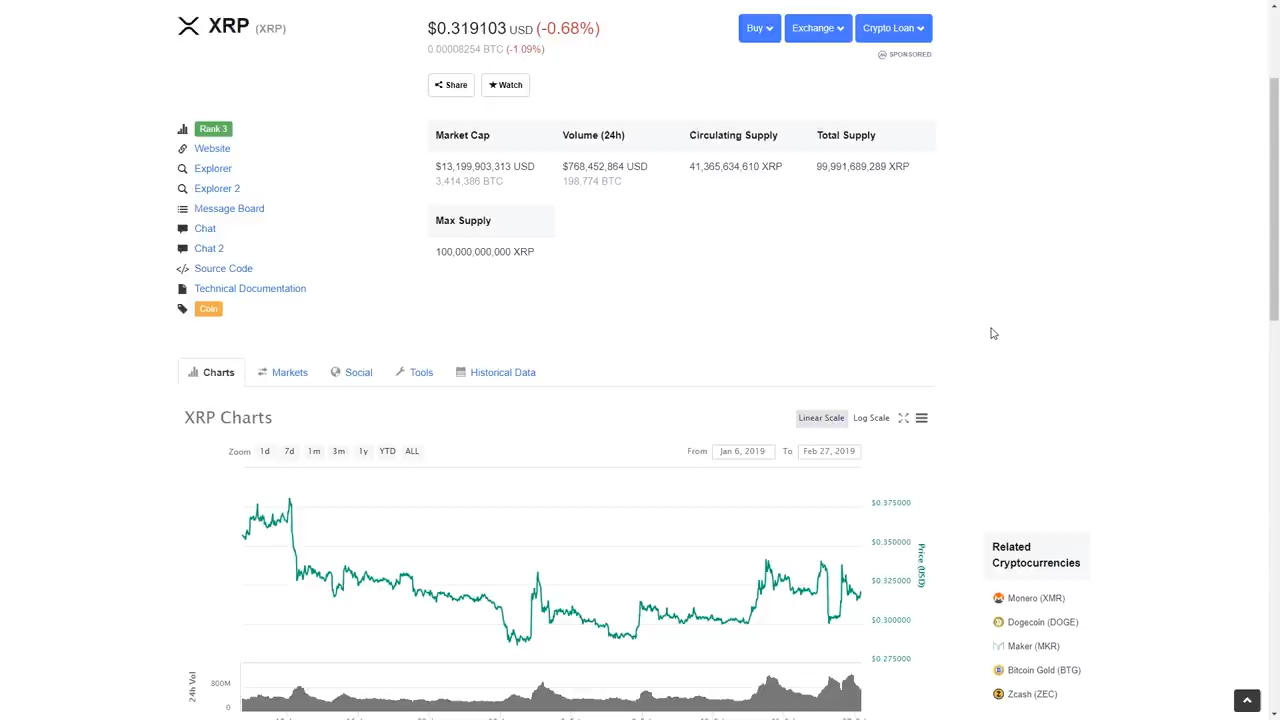 XRP (XRP)
$0.319103 USD (-0.68%)
0.00008254 BTC (-1.09%)
Buy
Exchange
Crypto Loan
SPONSORED
Share
Watch
Rank 3
Website
Explorer
Explorer 2
Message Board
Chat
Chat 2
Source Code
Technical Documentation
Coin
Market Cap
Volume (24h)
Circulating Supply
Total Supply
$13,199,903,313 USD
3,414,386 BTC
$768,452,864 USD
198,774 BTC
41,365,634,610 XRP
99,991,689,289 XRP
Max Supply
100,000,000,000 XRP
Charts
Markets
Social
Tools
Historical Data
XRP Charts
Linear Scale
Log Scale
Zoom 1d 7d 1m 3m 1y YTD ALL
From Jan 6, 2019 To Feb 27, 2019
$0.375000
$0.350000
$0.325000
$0.300000
$0.275000
Price (USD)
24h Vol
800M
0
Related
Cryptocurrencies
Monero (XMR)
Dogecoin (DOGE)
Maker (MKR)
Bitcoin Gold (BTG)
Zcash (ZEC)